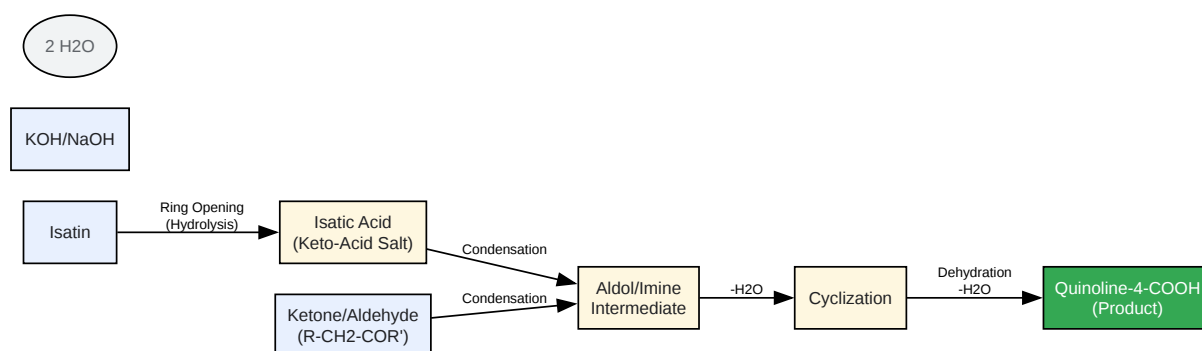 2 H2O
KOH/NaOH
Isatin
Ring Opening
(Hydrolysis)
Isatic Acid
(Keto-Acid Salt)
Condensation
Ketone/Aldehyde
(R-CH2-COR')
Condensation
Aldol/Imine
Intermediate
-H2O
Cyclization
Dehydration
-H2O
Quinoline-4-COOH
(Product)